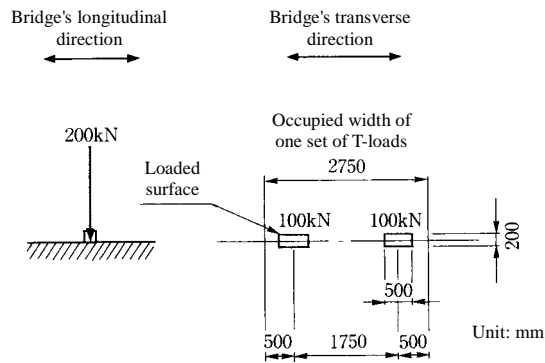 Bridge's longitudinal
direction
Bridge's transverse
direction
200kN
Occupied width of
one set of T-loads
2750
Loaded
surface
100kN
100kN
200
500
500
1750
500
Unit: mm